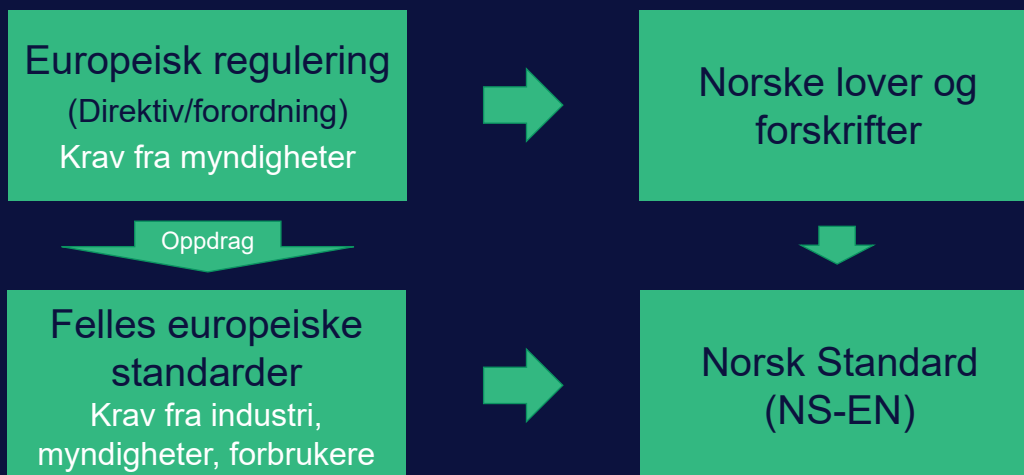 Europeisk regulering
(Direktiv/forordning)
Krav fra myndigheter
Norske lover og
forskrifter
Oppdrag
Felles europeiske
standarder
Krav fra industri,
myndigheter, forbrukere
Norsk Standard
(NS-EN)